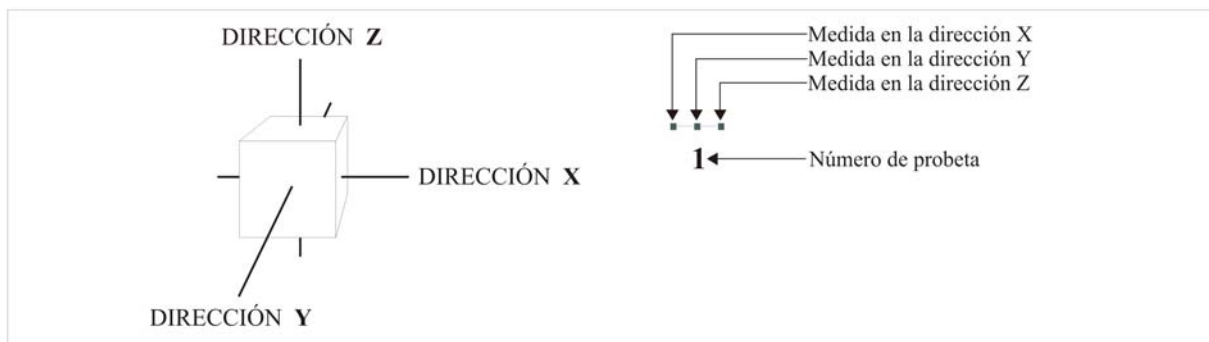 DIRECCIÓN Z
DIRECCIÓN X
DIRECCIÓN Y
Medida en la dirección X
Medida en la dirección Y
Medida en la dirección Z
1
Número de probeta